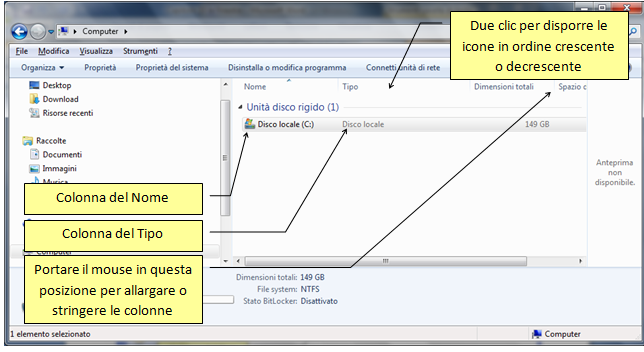 Computer
Due clic per disporre le
icone in ordine crescente
o decrescente
File Modifica Visualizza Strumenti ?
Organizza Proprietà Proprietà del sistema Disinstalla o modifica programma Connetti unità di rete
Desktop
Download
Risorse recenti
Raccolte
Documenti
Immagini
Musica
Nome Tipo Dimensioni totali Spazio d
Unità disco rigido (1)
Disco locale (C:) Disco locale 149 GB
Anteprima
non
disponibile.
Colonna del Nome
Colonna del Tipo
Computer
Portare il mouse in questa
posizione per allargare o
stringere le colonne
Dimensioni totali: 149 GB
File system: NTFS
Stato BitLocker: Disattivato
1 elemento selezionato
Computer